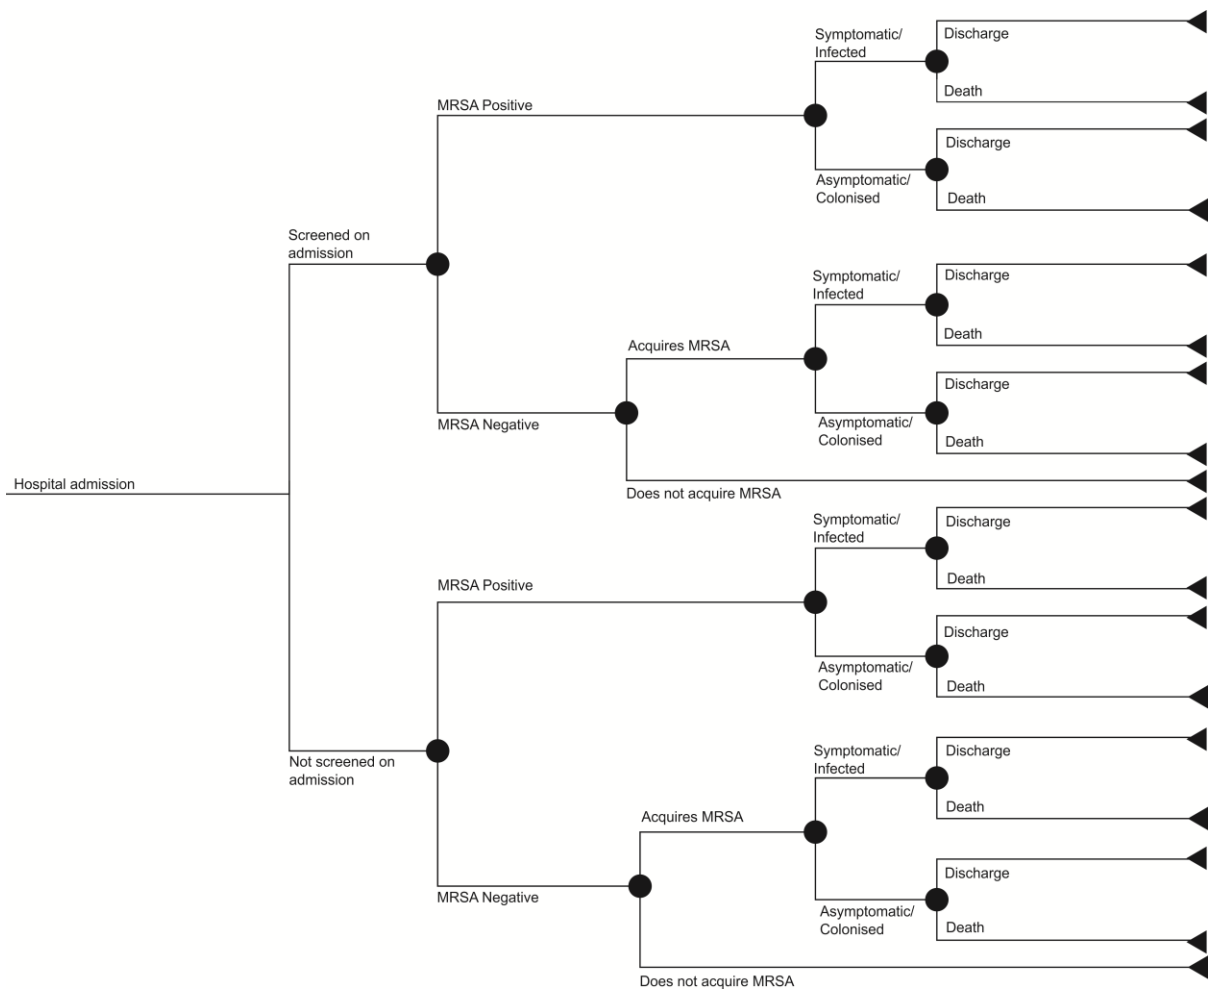 Symptomatic/
Infected
Discharge
Death
MRSA Positive
Discharge
Asymptomatic/
Colonised
Death
Screened on
admission
Symptomatic/
Infected
Discharge
Death
Acquires MRSA
Discharge
MRSA Negative
Asymptomatic/
Colonised
Death
Hospital admission
Does not acquire MRSA
Symptomatic/
Infected
Discharge
Death
MRSA Positive
Discharge
Asymptomatic/
Colonised
Death
Not screened on
admission
Symptomatic/
Infected
Discharge
Death
Acquires MRSA
Discharge
MRSA Negative
Asymptomatic/
Colonised
Death
Does not acquire MRSA